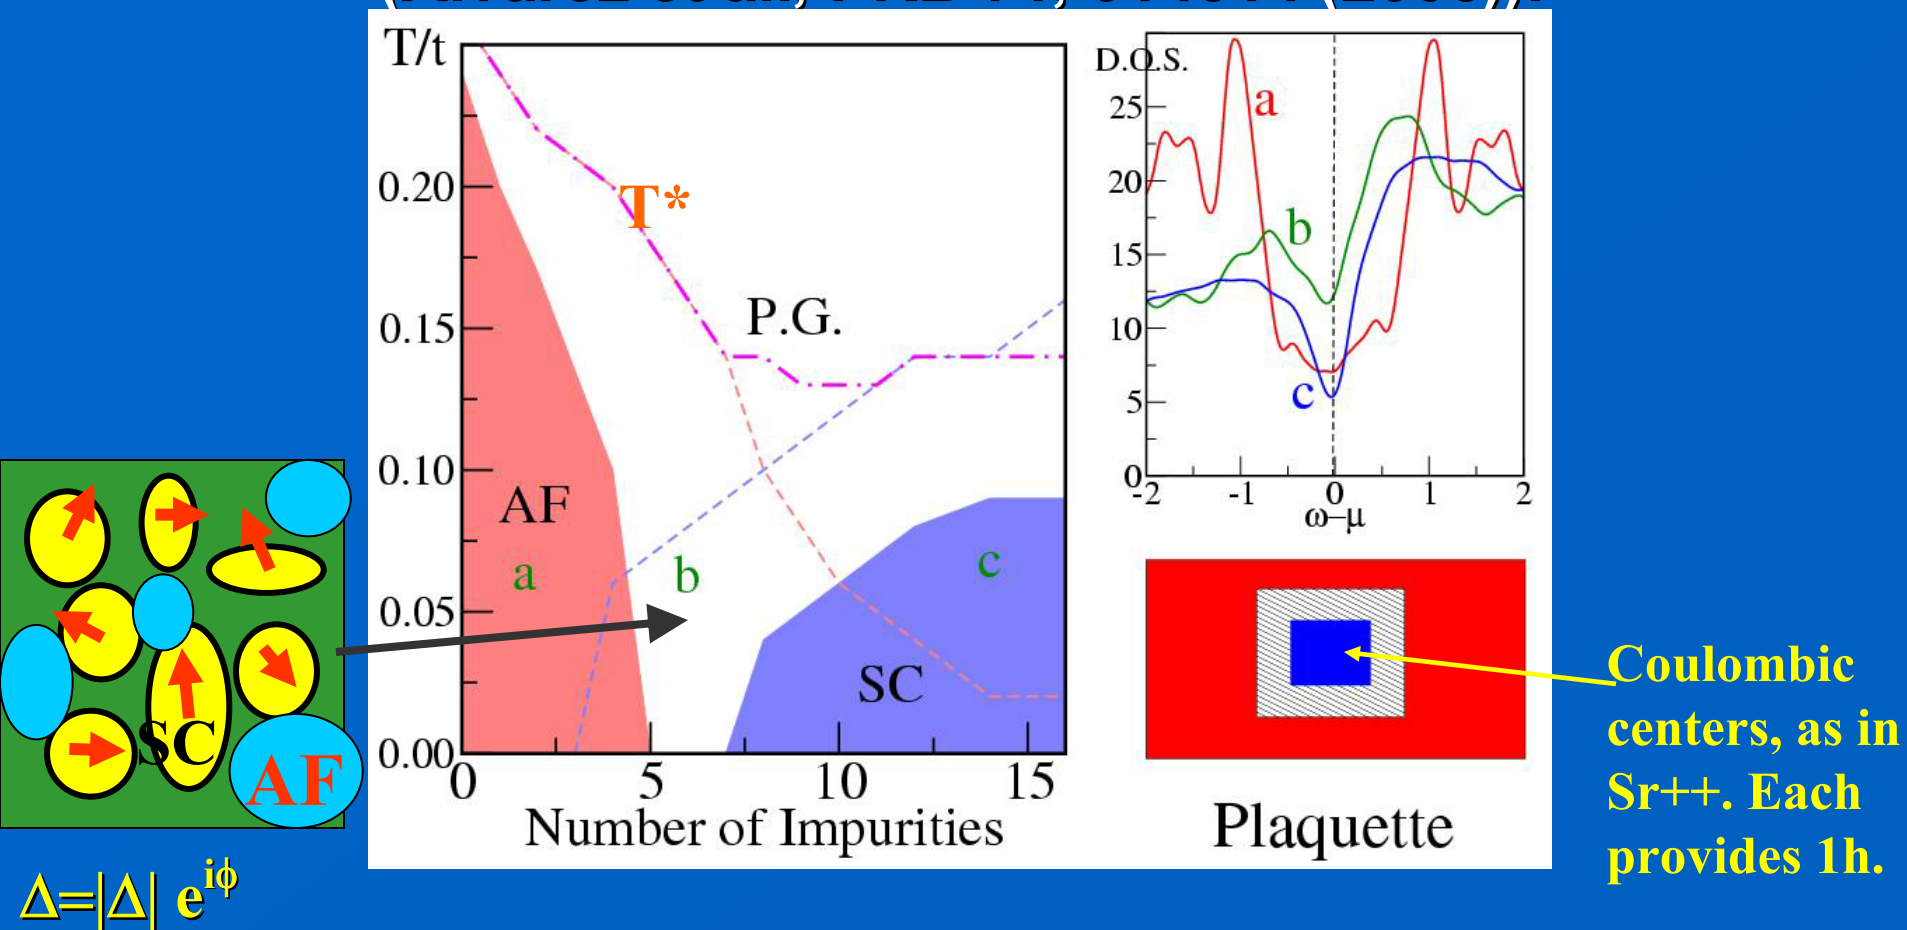 T/t
0.20
0.15
0.10
0.05
0.00
0 5 10 15
Number of Impurities
T*
P.G.
AF
a
b
c
SC
D.O.S.
25
20
15
10
5
0
-2 -1 0 1 2
ω–μ
a
b
c
Plaquette
SC
AF
Δ=|Δ| e^iϕ
Coulombic
centers, as in
Sr++. Each
provides 1h.